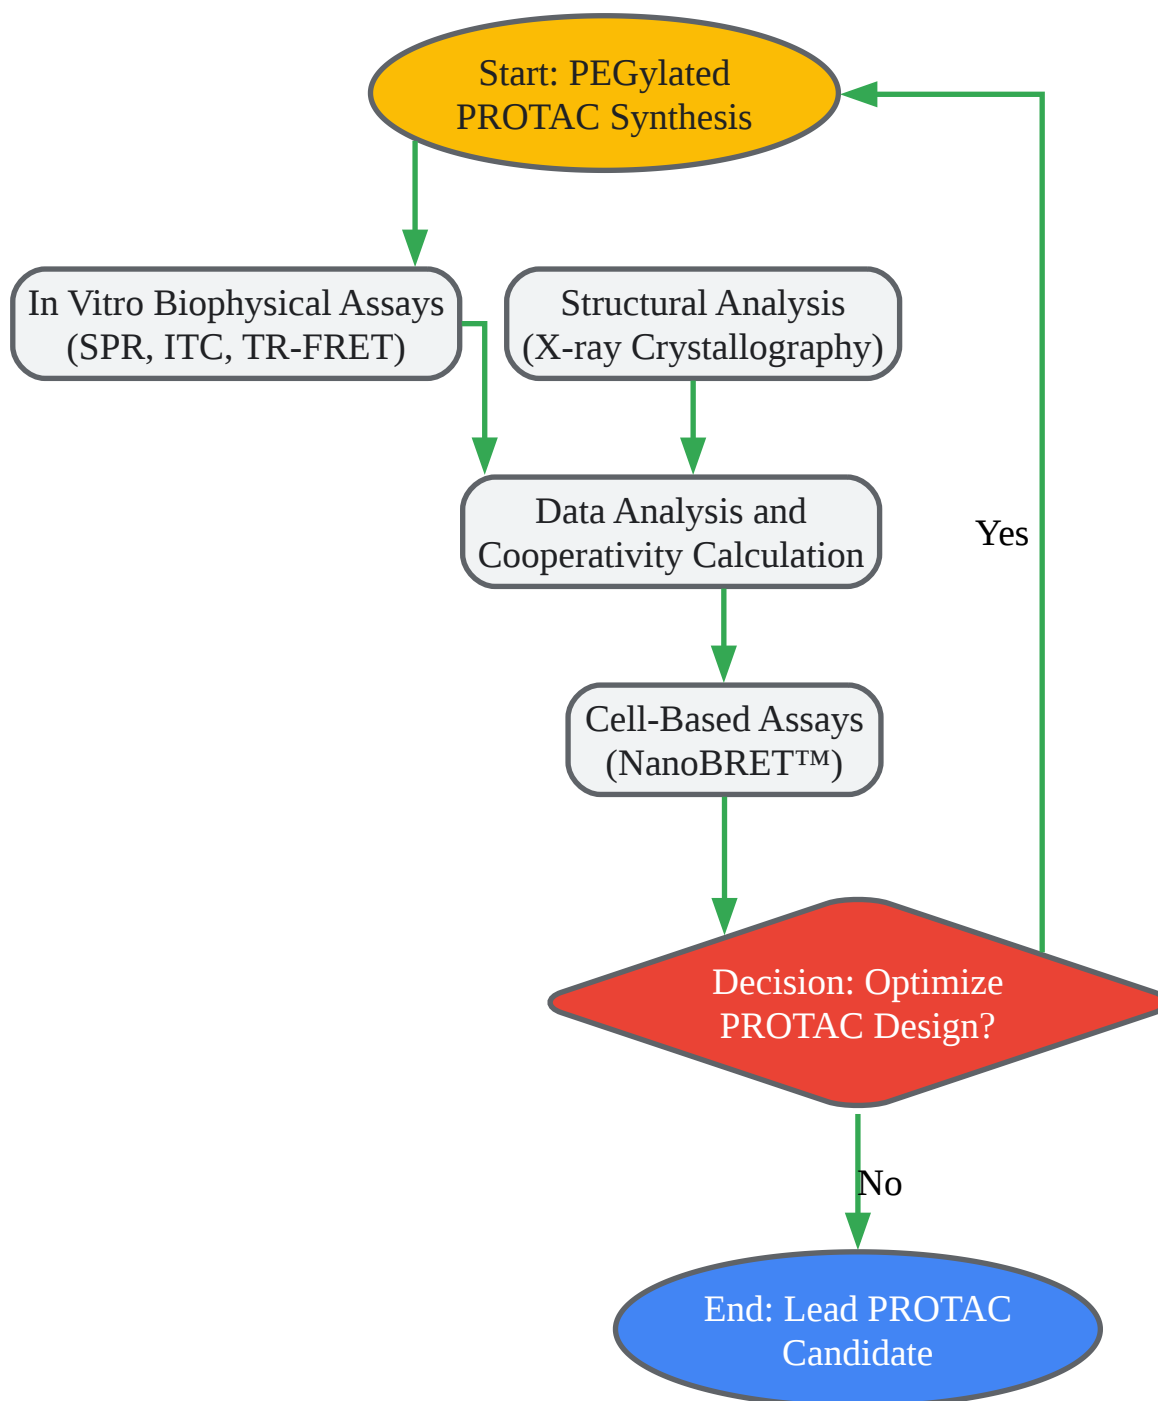 Start: PEGylated
PROTAC Synthesis
In Vitro Biophysical Assays
(SPR, ITC, TR-FRET)
Structural Analysis
(X-ray Crystallography)
Data Analysis and
Cooperativity Calculation
Yes
Cell-Based Assays
(NanoBRET™)
Decision: Optimize
PROTAC Design?
No
End: Lead PROTAC
Candidate